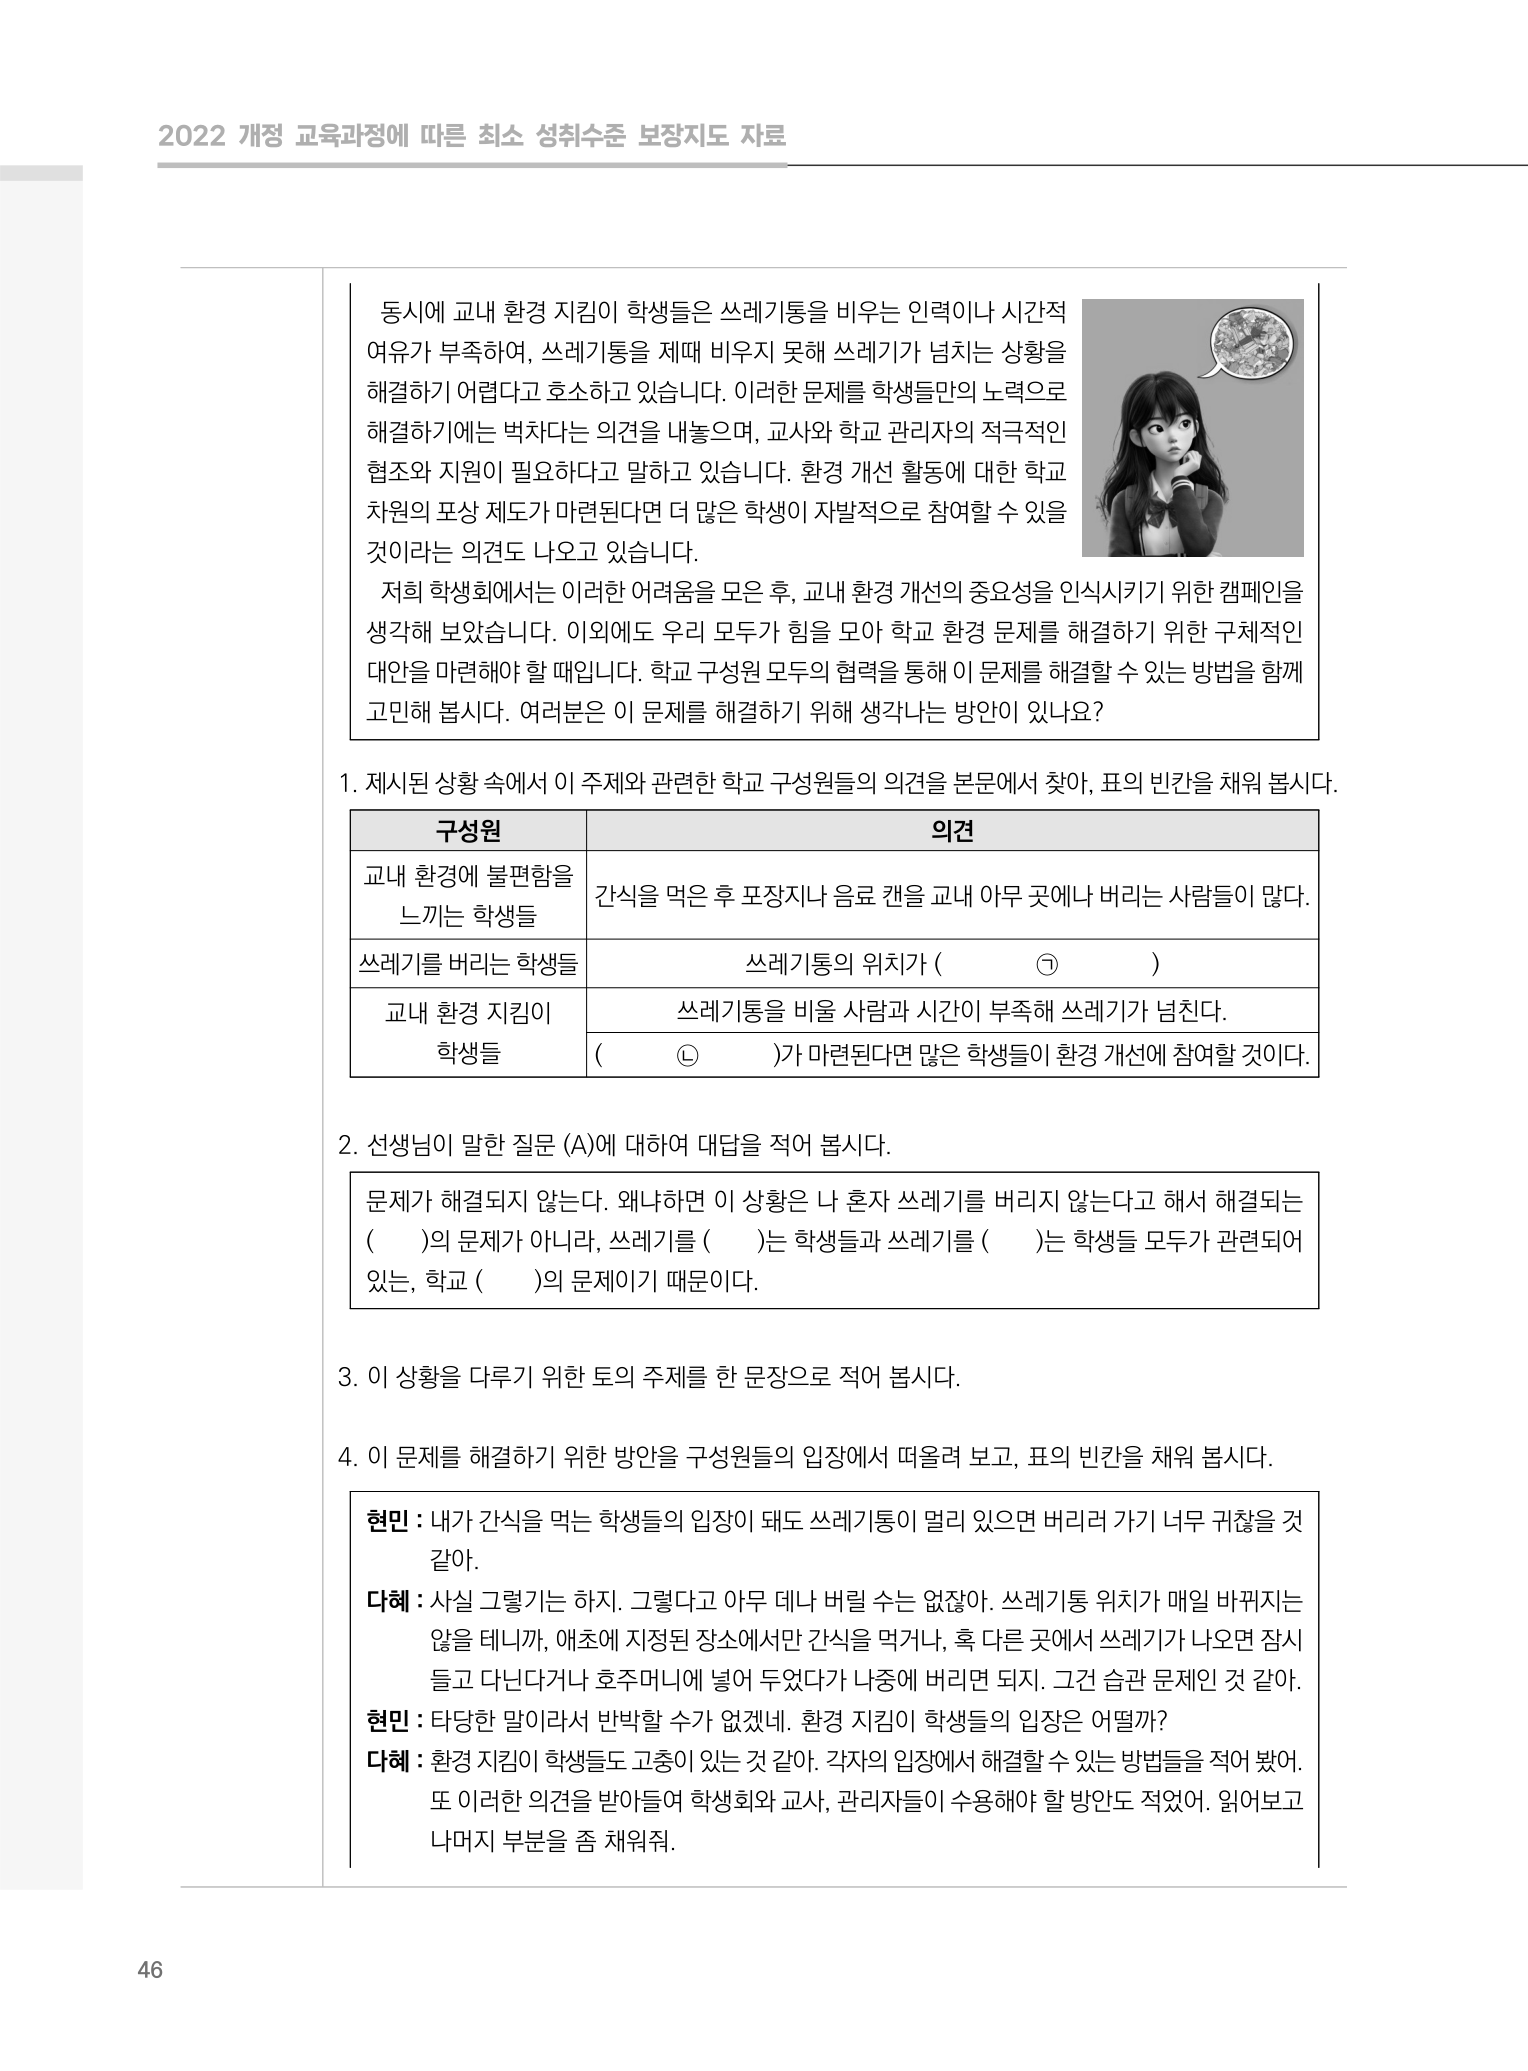 2022 개정 교육과정에 따른 최소 성취수준 보장지도 자료
동시에 교내 환경 지킴이 학생들은 쓰레기통을 비우는 인력이나 시간적
여유가 부족하여, 쓰레기통을 제때 비우지 못해 쓰레기가 넘치는 상황을
해결하기 어렵다고 호소하고 있습니다. 이러한 문제를 학생들만의 노력으로
해결하기에는 벅차다는 의견을 내놓으며, 교사와 학교 관리자의 적극적인
협조와 지원이 필요하다고 말하고 있습니다. 환경 개선 활동에 대한 학교
차원의 포상 제도가 마련된다면 더 많은 학생이 자발적으로 참여할 수 있을
것이라는 의견도 나오고 있습니다.
저희 학생회에서는 이러한 어려움을 모은 후, 교내 환경 개선의 중요성을 인식시키기 위한 캠페인을
생각해 보았습니다. 이외에도 우리 모두가 힘을 모아 학교 환경 문제를 해결하기 위한 구체적인
대안을 마련해야 할 때입니다. 학교 구성원 모두의 협력을 통해 이 문제를 해결할 수 있는 방법을 함께
고민해 봅시다. 여러분은 이 문제를 해결하기 위해 생각나는 방안이 있나요?
1. 제시된 상황 속에서 이 주제와 관련한 학교 구성원들의 의견을 본문에서 찾아, 표의 빈칸을 채워 봅시다.
구성원 의견
교내 환경에 불편함을
느끼는 학생들
간식을 먹은 후 포장지나 음료 캔을 교내 아무 곳에나 버리는 사람들이 많다.
쓰레기를 버리는 학생들 쓰레기통의 위치가 ( ㉠ )
교내 환경 지킴이
학생들
쓰레기통을 비울 사람과 시간이 부족해 쓰레기가 넘친다.
( ㉡ )가 마련된다면 많은 학생들이 환경 개선에 참여할 것이다.
2. 선생님이 말한 질문 (A)에 대하여 대답을 적어 봅시다.
문제가 해결되지 않는다. 왜냐하면 이 상황은 나 혼자 쓰레기를 버리지 않는다고 해서 해결되는
( )의 문제가 아니라, 쓰레기를 ( )는 학생들과 쓰레기를 ( )는 학생들 모두가 관련되어
있는, 학교 ( )의 문제이기 때문이다.
3. 이 상황을 다루기 위한 토의 주제를 한 문장으로 적어 봅시다.
4. 이 문제를 해결하기 위한 방안을 구성원들의 입장에서 떠올려 보고, 표의 빈칸을 채워 봅시다.
현민 : 내가 간식을 먹는 학생들의 입장이 돼도 쓰레기통이 멀리 있으면 버리러 가기 너무 귀찮을 것
같아.
다혜 : 사실 그렇기는 하지. 그렇다고 아무 데나 버릴 수는 없잖아. 쓰레기통 위치가 매일 바뀌지는
않을 테니까, 애초에 지정된 장소에서만 간식을 먹거나, 혹 다른 곳에서 쓰레기가 나오면 잠시
들고 다닌다거나 호주머니에 넣어 두었다가 나중에 버리면 되지. 그건 습관 문제인 것 같아.
현민 : 타당한 말이라서 반박할 수가 없겠네. 환경 지킴이 학생들의 입장은 어떨까?
다혜 : 환경 지킴이 학생들도 고충이 있는 것 같아. 각자의 입장에서 해결할 수 있는 방법들을 적어 봤어.
또 이러한 의견을 받아들여 학생회와 교사, 관리자들이 수용해야 할 방안도 적었어. 읽어보고
나머지 부분을 좀 채워줘.
46